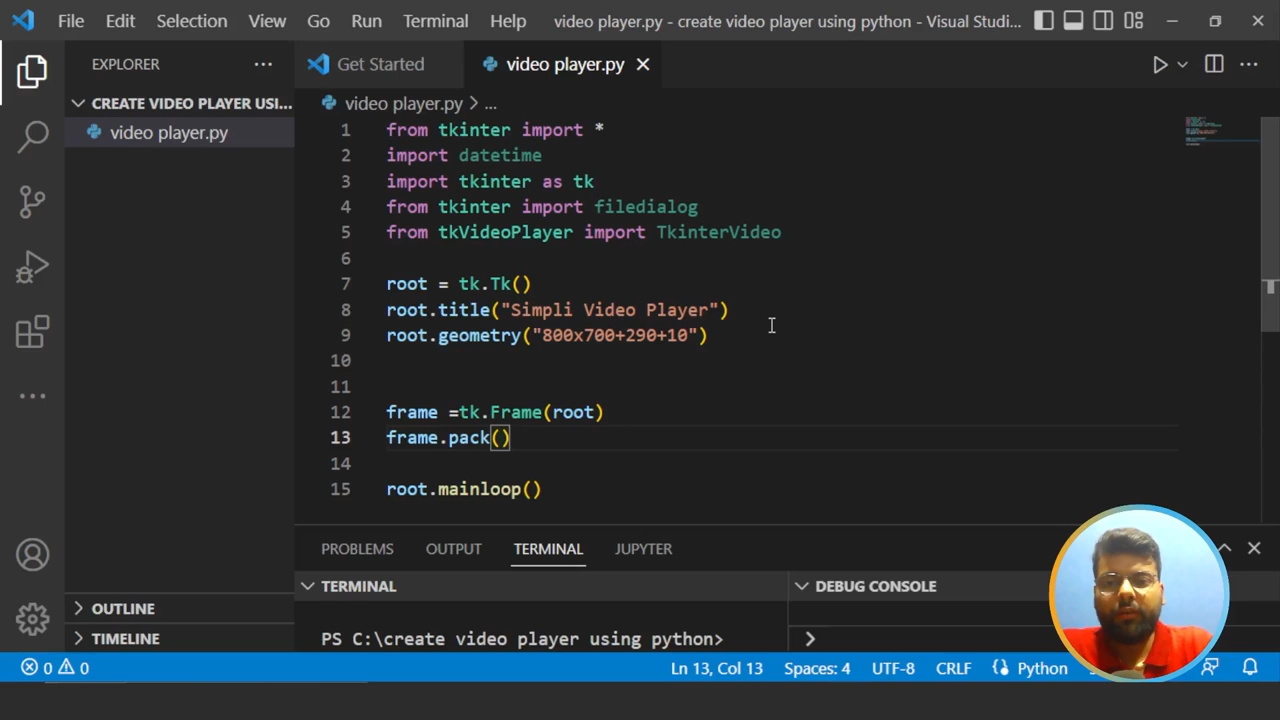 File Edit Selection View Go Run Terminal Help video player.py - create video player using python - Visual Studi...
EXPLORER ...
Get Started
video player.py
CREATE VIDEO PLAYER USI...
video player.py
video player.py > ...
1 from tkinter import *
2 import datetime
3 import tkinter as tk
4 from tkinter import filedialog
5 from tkVideoPlayer import TkinterVideo
6
7 root = tk.Tk()
8 root.title("Simpli Video Player")
9 root.geometry("800x700+290+10")
10
11
12 frame =tk.Frame(root)
13 frame.pack()
14
15 root.mainloop()
PROBLEMS OUTPUT TERMINAL JUPYTER
TERMINAL
DEBUG CONSOLE
PS C:\create video player using python>
>
OUTLINE
TIMELINE
0 0
Ln 13, Col 13 Spaces: 4 UTF-8 CRLF Python